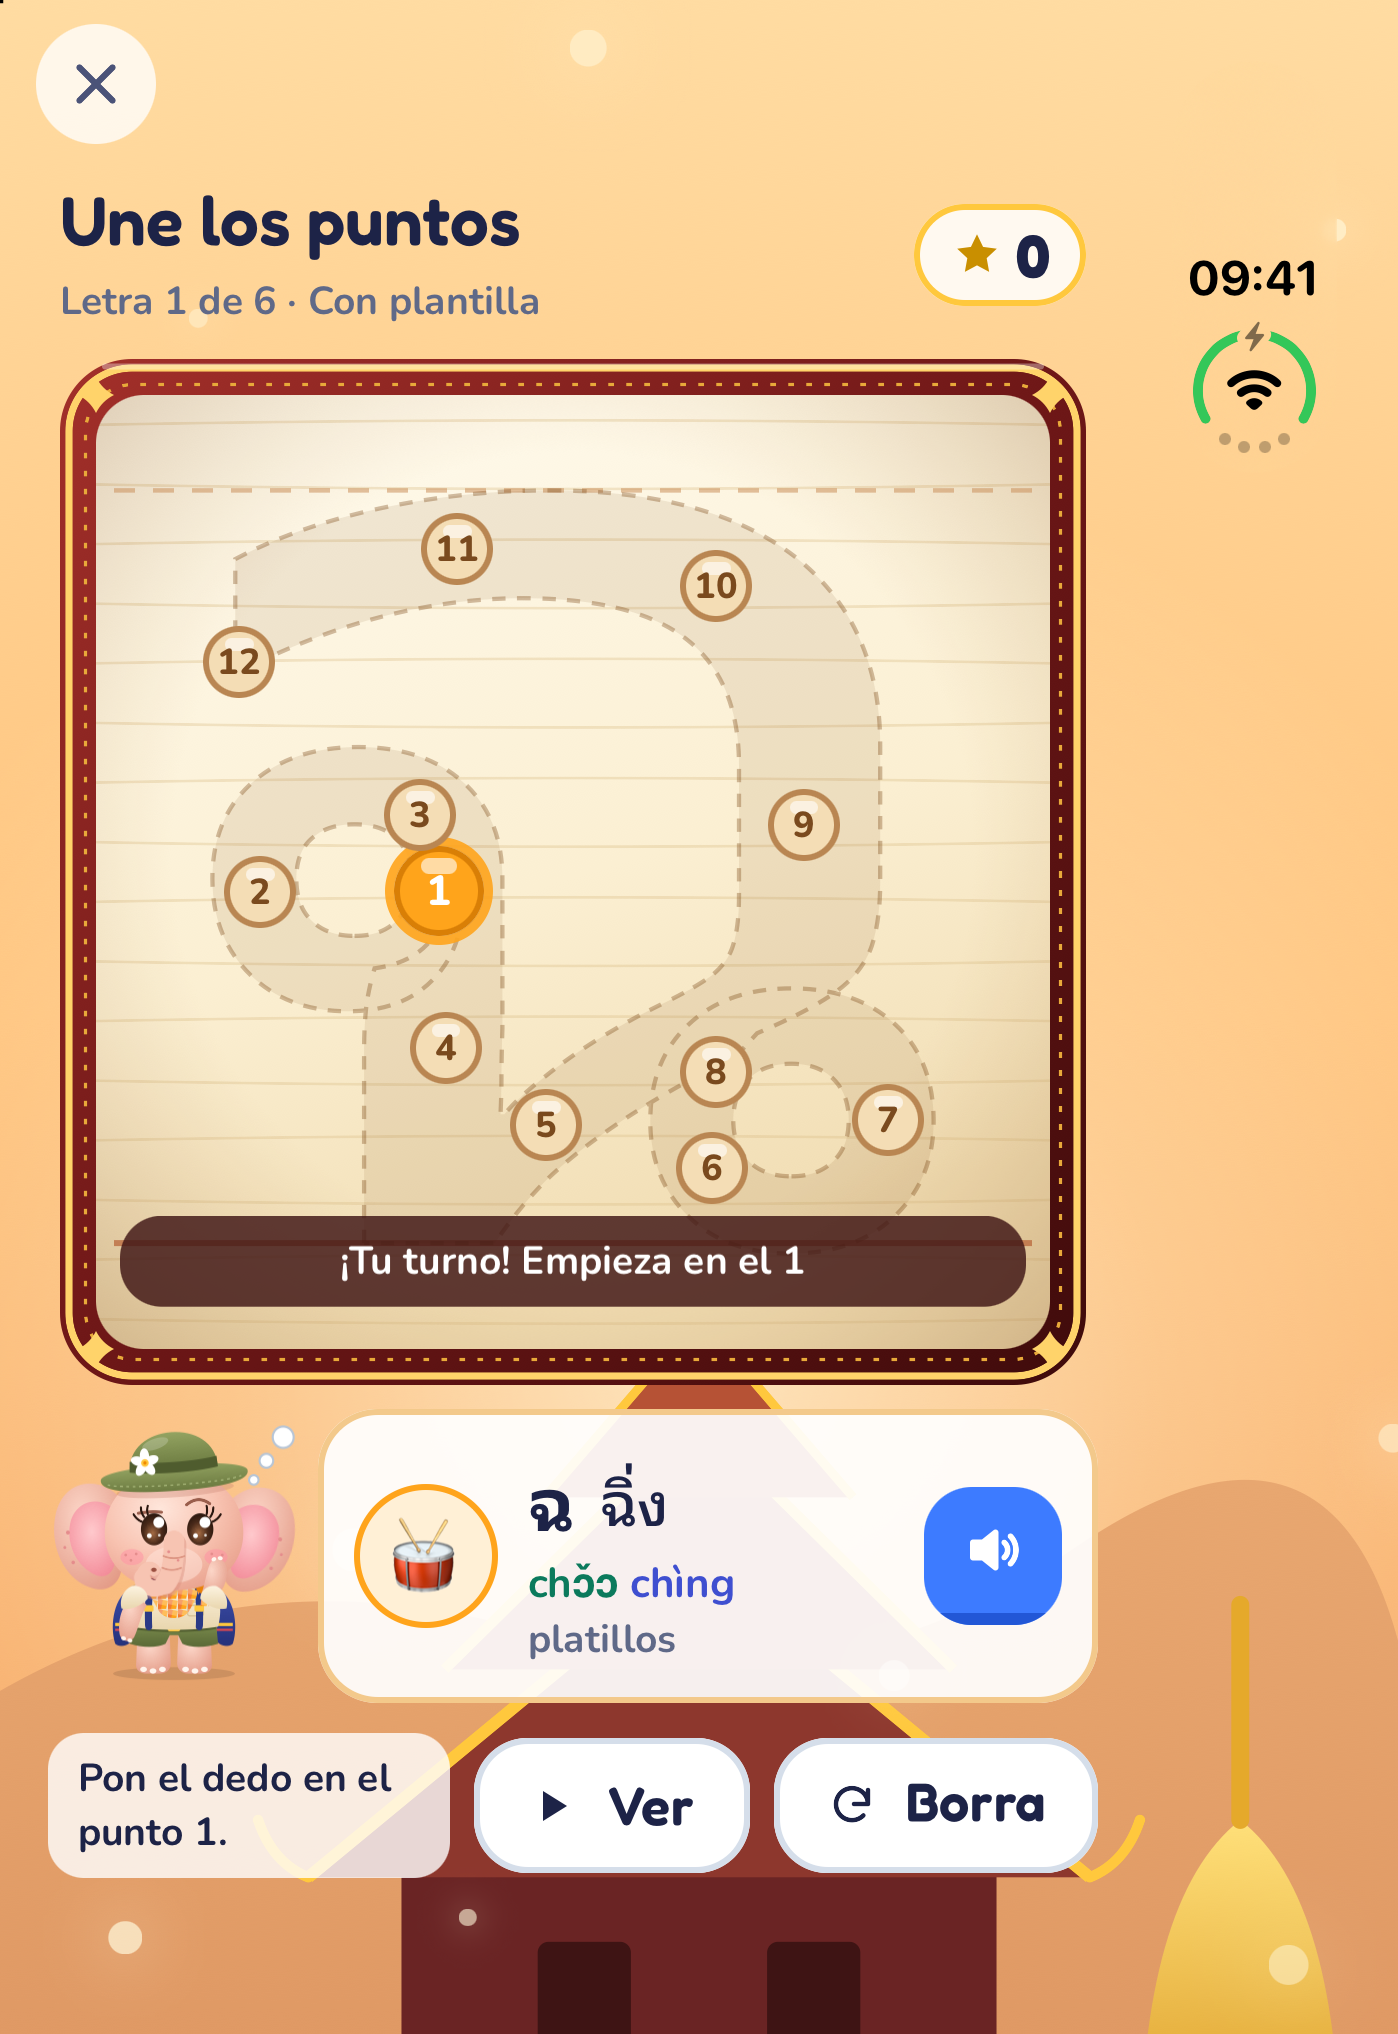 Une los puntos
Letra 1 de 6 · Con plantilla
0
09:41
11
10
12
3
9
2
1
4
8
5
7
6
¡Tu turno! Empieza en el 1
ฉ ฉิ่ง
chɔ̌ɔ chìng
platillos
Pon el dedo en el
punto 1.
Ver
Borra